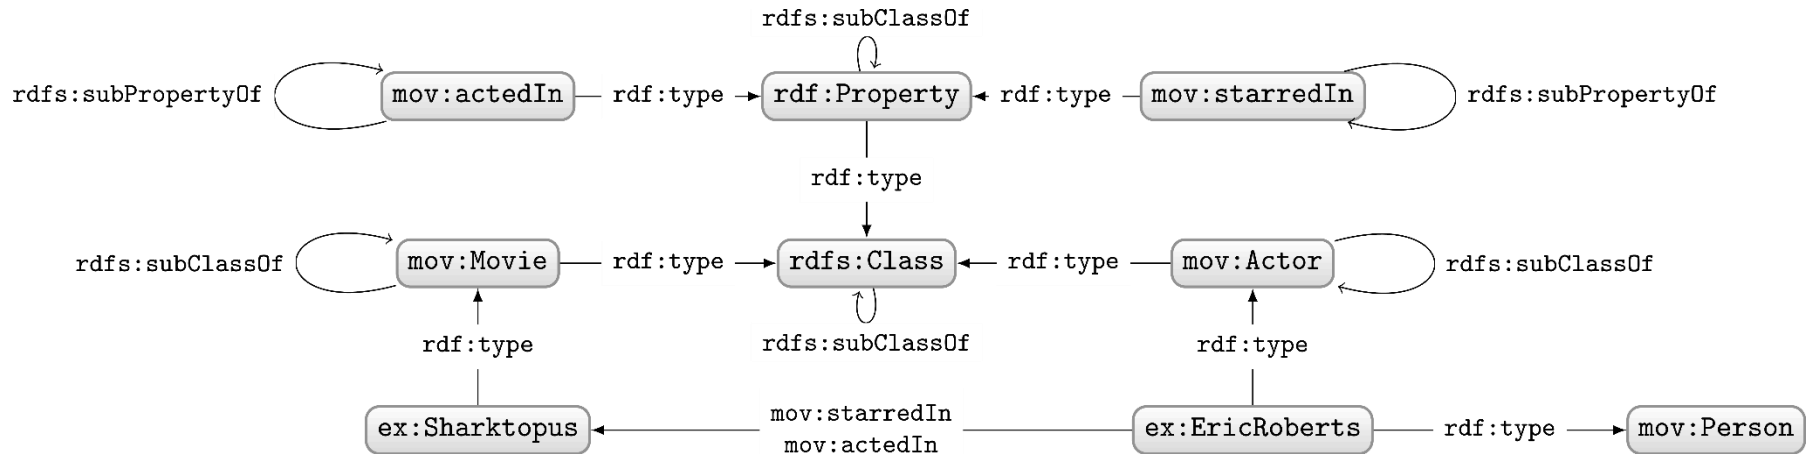 rdfs:subClassOf
rdfs:subPropertyOf mov:actedIn rdf:type rdf:Property rdf:type mov:starredIn rdfs:subPropertyOf
rdf:type
rdfs:subClassOf mov:Movie rdf:type rdfs:Class rdf:type mov:Actor rdfs:subClassOf
rdf:type rdfs:subClassOf rdf:type
mov:starredIn
ex:Sharktopus ex:EricRoberts rdf:type mov:Person
mov:actedIn